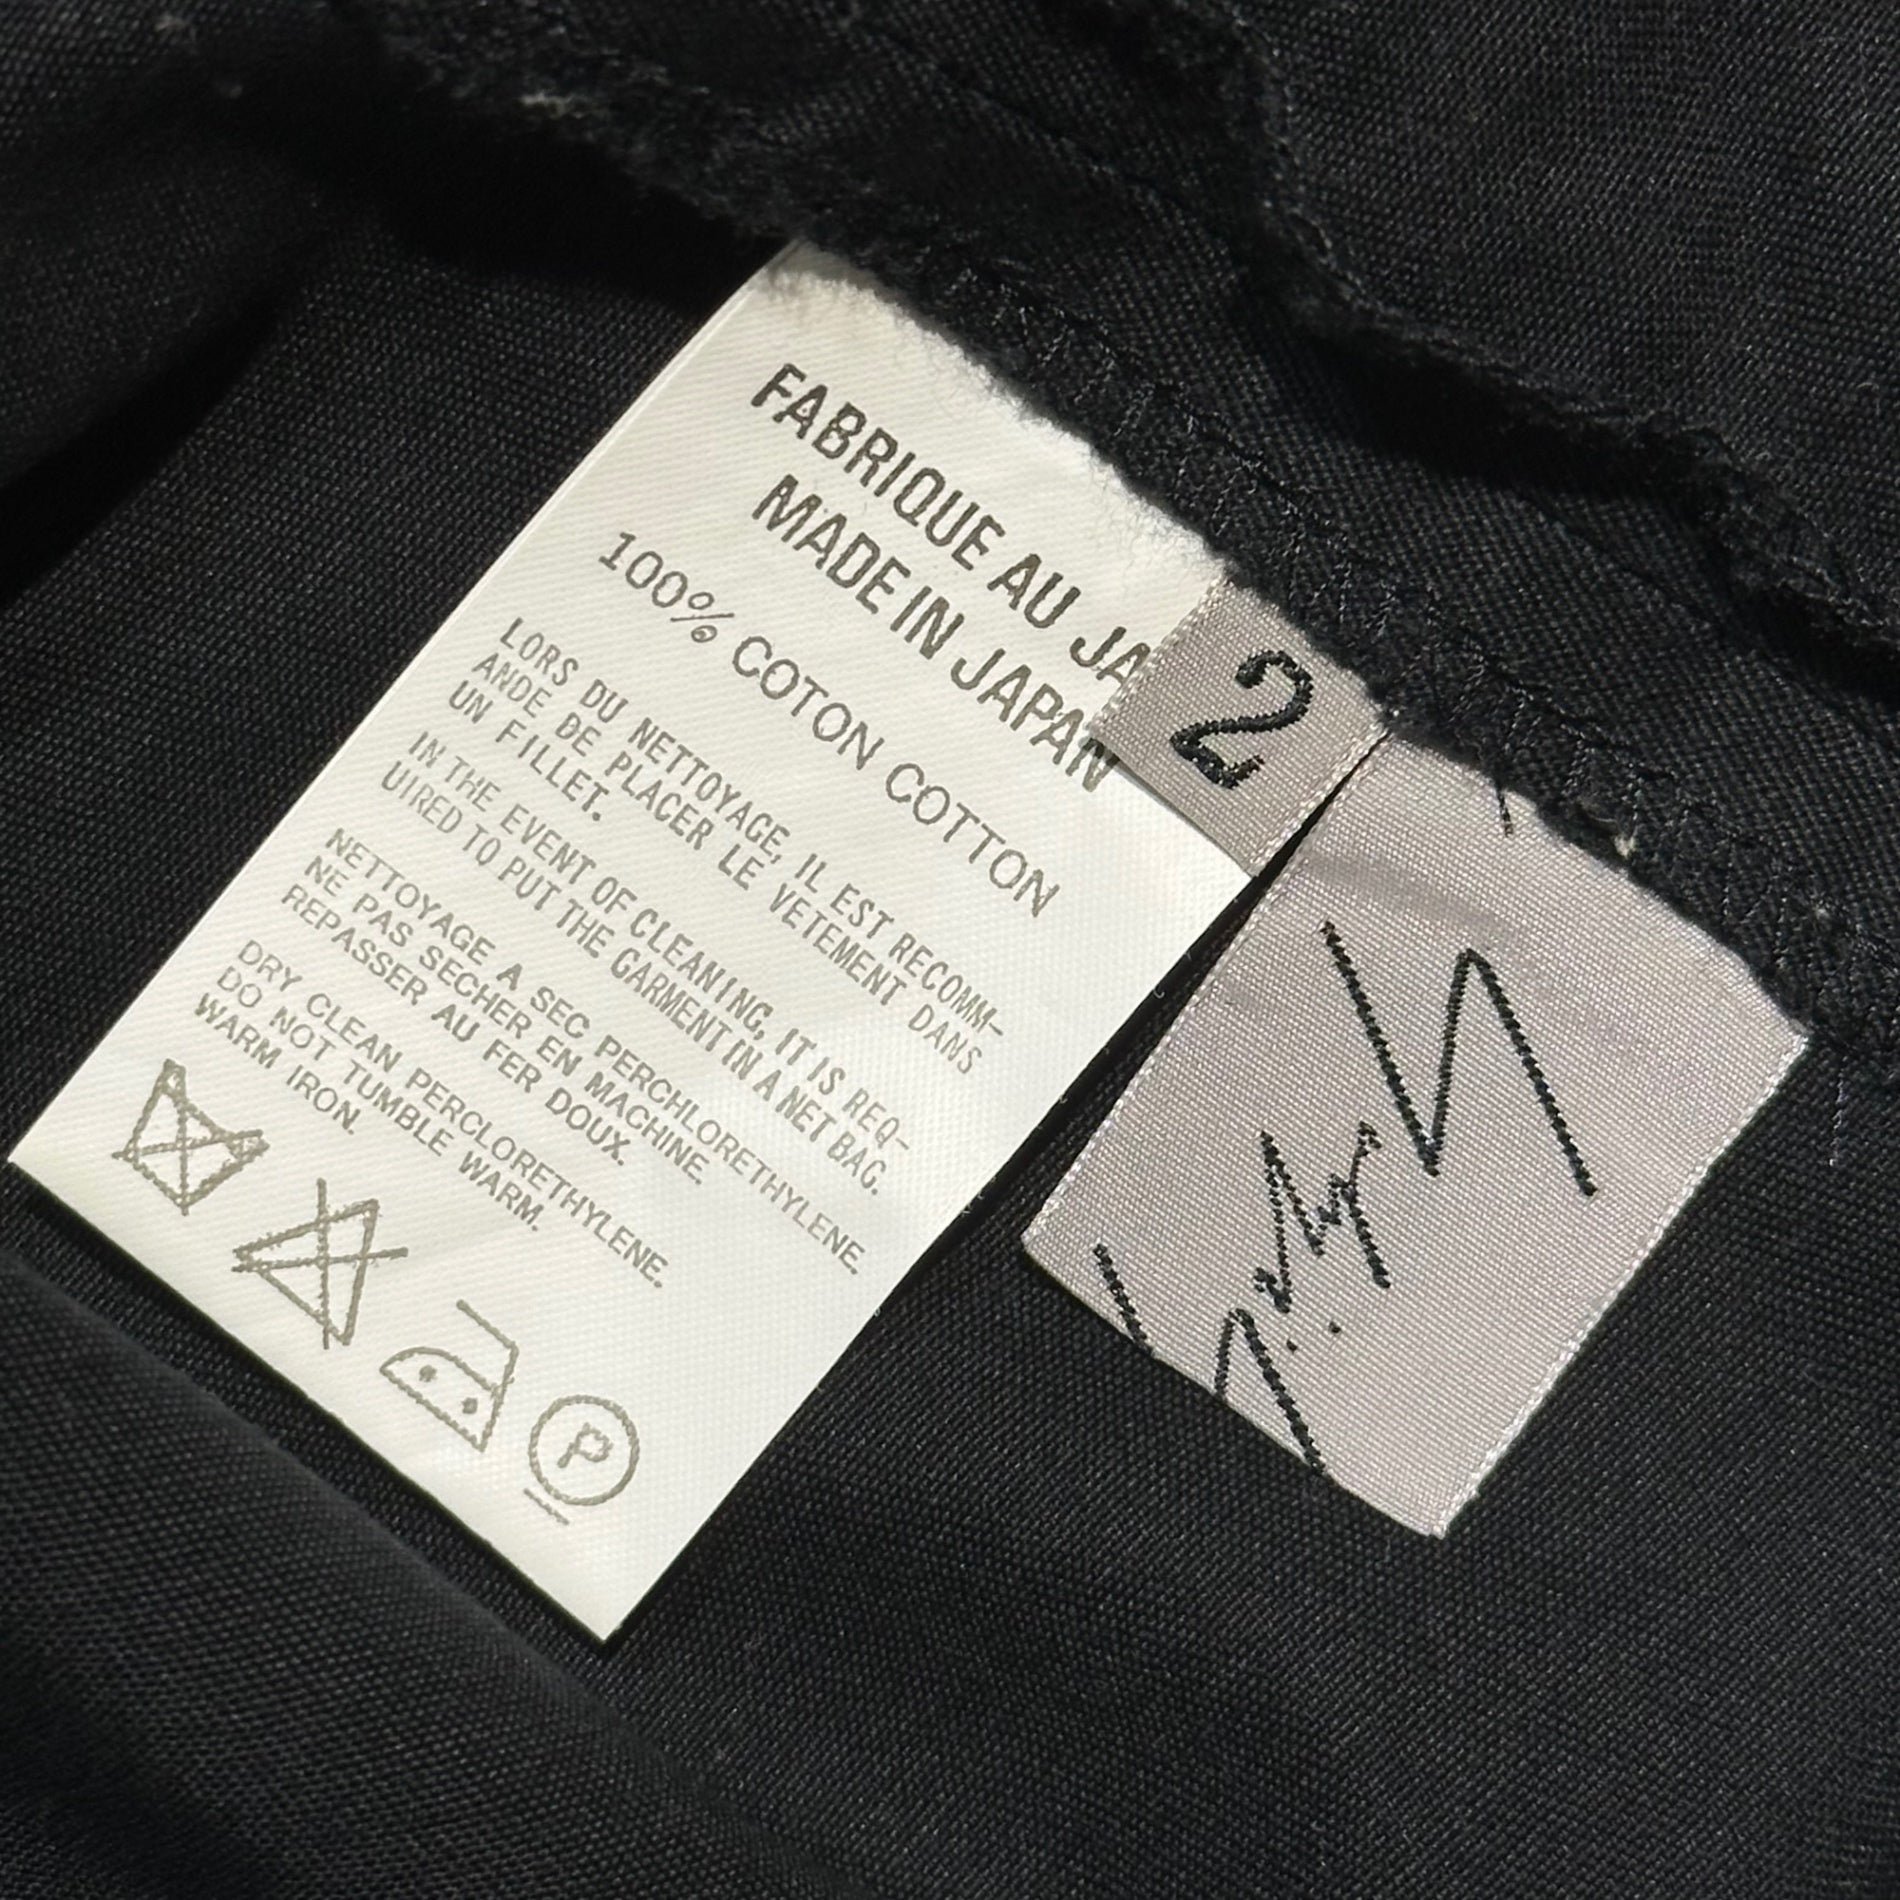 FABRIQUE AU JA
MADE IN JAPAN
100% COTON COTTON
LORS DU NETTOYAGE, IL EST RECOMM-
ANDE DE PLACER LE VETEMENT DANS
UN FILLET.
IN THE EVENT OF CLEANING, IT IS REQ-
UIRED TO PUT THE GARMENT IN A NET BAG.
NETTOYAGE A SEC PERCHLORETHYLENE.
NE PAS SECHER EN MACHINE.
REPASSER AU FER DOUX.
DRY CLEAN PERCLORETHYLENE.
DO NOT TUMBLE WARM.
WARM IRON.
P
2